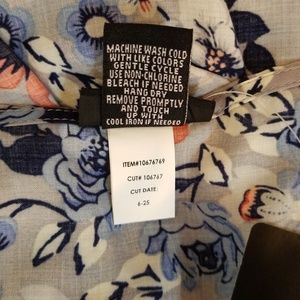 MACHINE WASH COLD
WITH LIKE COLORS
GENTLE CYCLE
USE NON-CHLORINE
BLEACH IF NEEDED
HANG DRY
REMOVE PROMPTLY
AND TOUCH
UP WITH
COOL IRON IF NEEDED
ITEM#10676769
CUT# 106767
CUT DATE
6-25